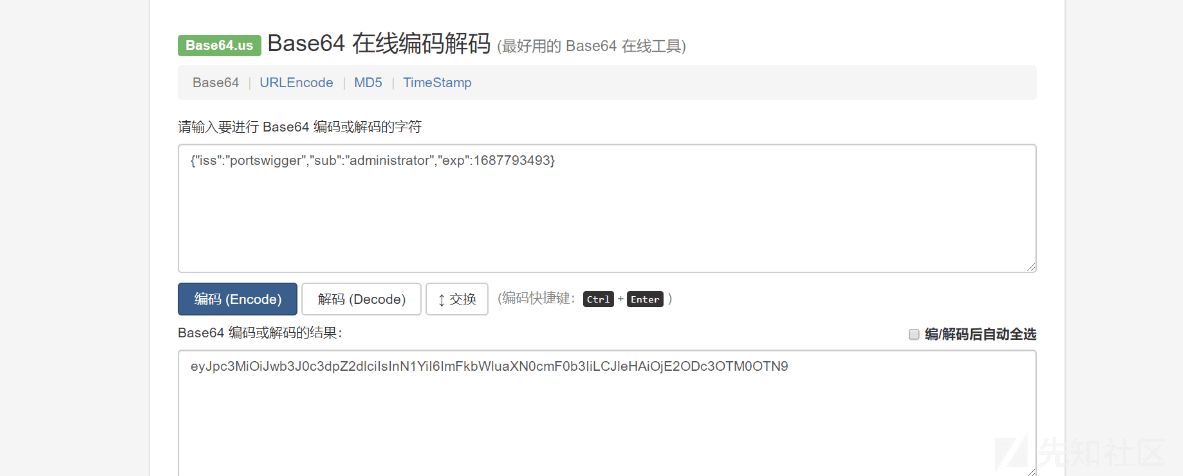 Base64.us Base64 在线编码解码 (最好用的 Base64 在线工具)
Base64 | URLEncode | MD5 | TimeStamp
请输入要进行 Base64 编码或解码的字符
{"iss":"portswigger","sub":"administrator","exp":1687793493}
编码 (Encode) 解码 (Decode) ↕ 交换 (编码快捷键: Ctrl + Enter )
Base64 编码或解码的结果: 编/解码后自动全选
eyJpc3MiOiJwb3J0c3dpZ2dlciIsInN1YiI6ImFkbWluaXN0cmF0b3IiLCJleHAiOjE2ODc3OTM0OTN9
先知社区